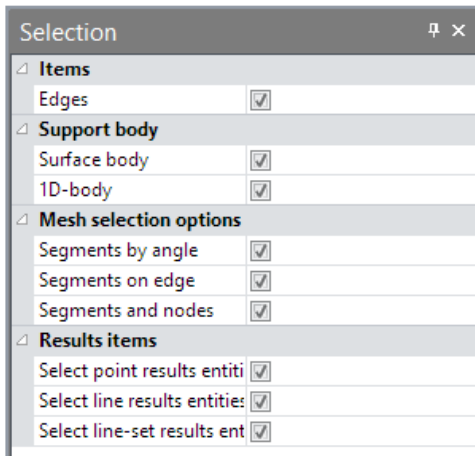 Selection
Items
Edges
Support body
Surface body
1D-body
Mesh selection options
Segments by angle
Segments on edge
Segments and nodes
Results items
Select point results entiti
Select line results entities
Select line-set results ent